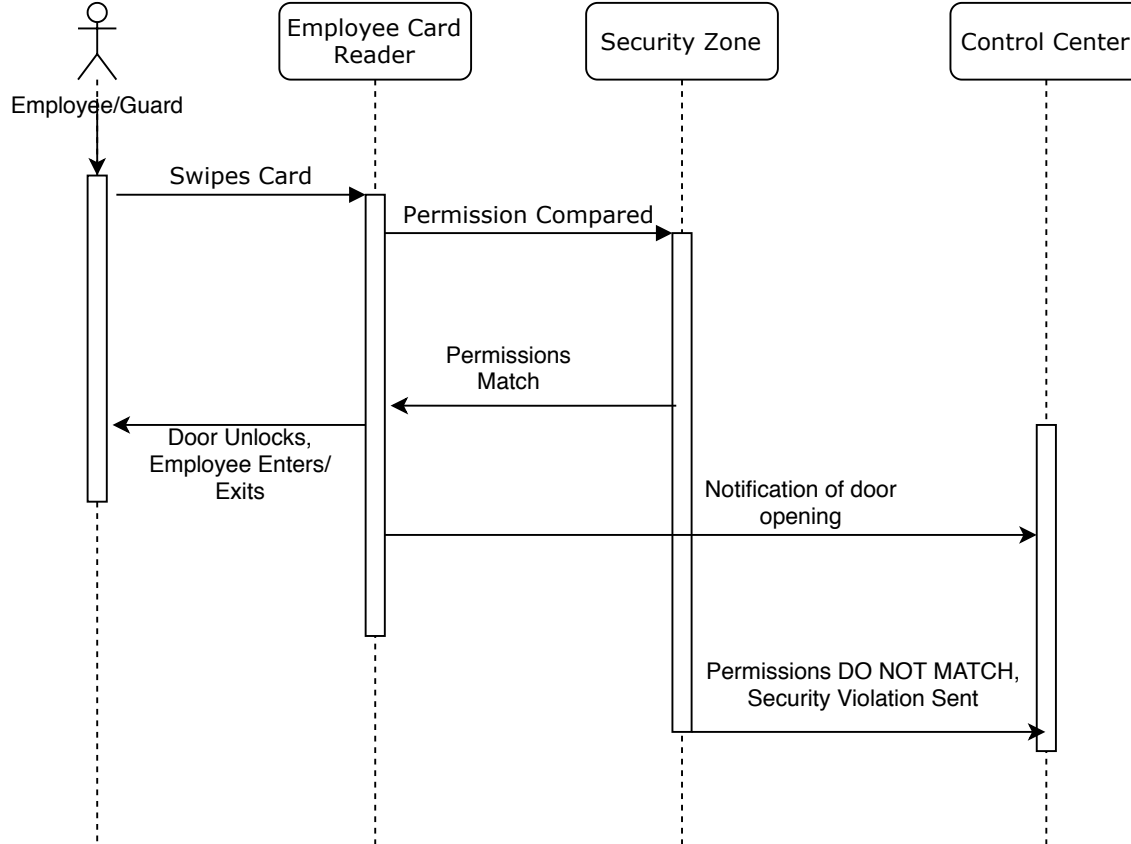 Employee Card
Reader
Security Zone
Control Center
Employee/Guard
Swipes Card
Permission Compared
Permissions
Match
Door Unlocks,
Employee Enters/
Exits
Notification of door
opening
Permissions DO NOT MATCH,
Security Violation Sent